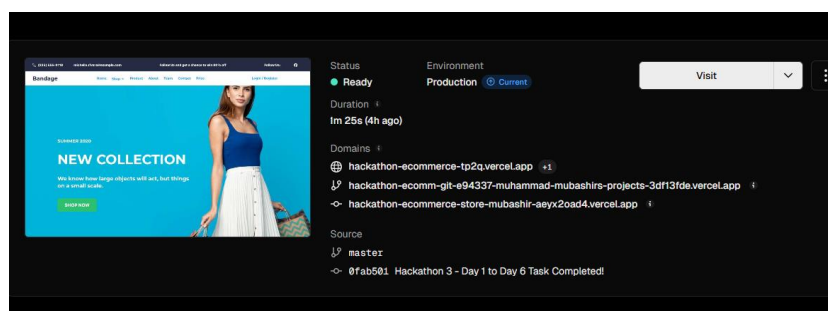 Bandage
Home Shop Product About Team Contact Pages
Login / Register
SUMMER 2020
NEW COLLECTION
We know how large objects will act, but things
on a small scale.
SHOP NOW
Status
Ready
Environment
Production Current
Visit
Duration
1m 25s (4h ago)
Domains
hackathon-ecommerce-tp2q.vercel.app +1
hackathon-ecomm-git-e94337-muhammad-mubashirs-projects-3df13fde.vercel.app
hackathon-ecommerce-store-mubashir-aeyx2oad4.vercel.app
Source
master
0fab501 Hackathon 3 - Day 1 to Day 6 Task Completed!